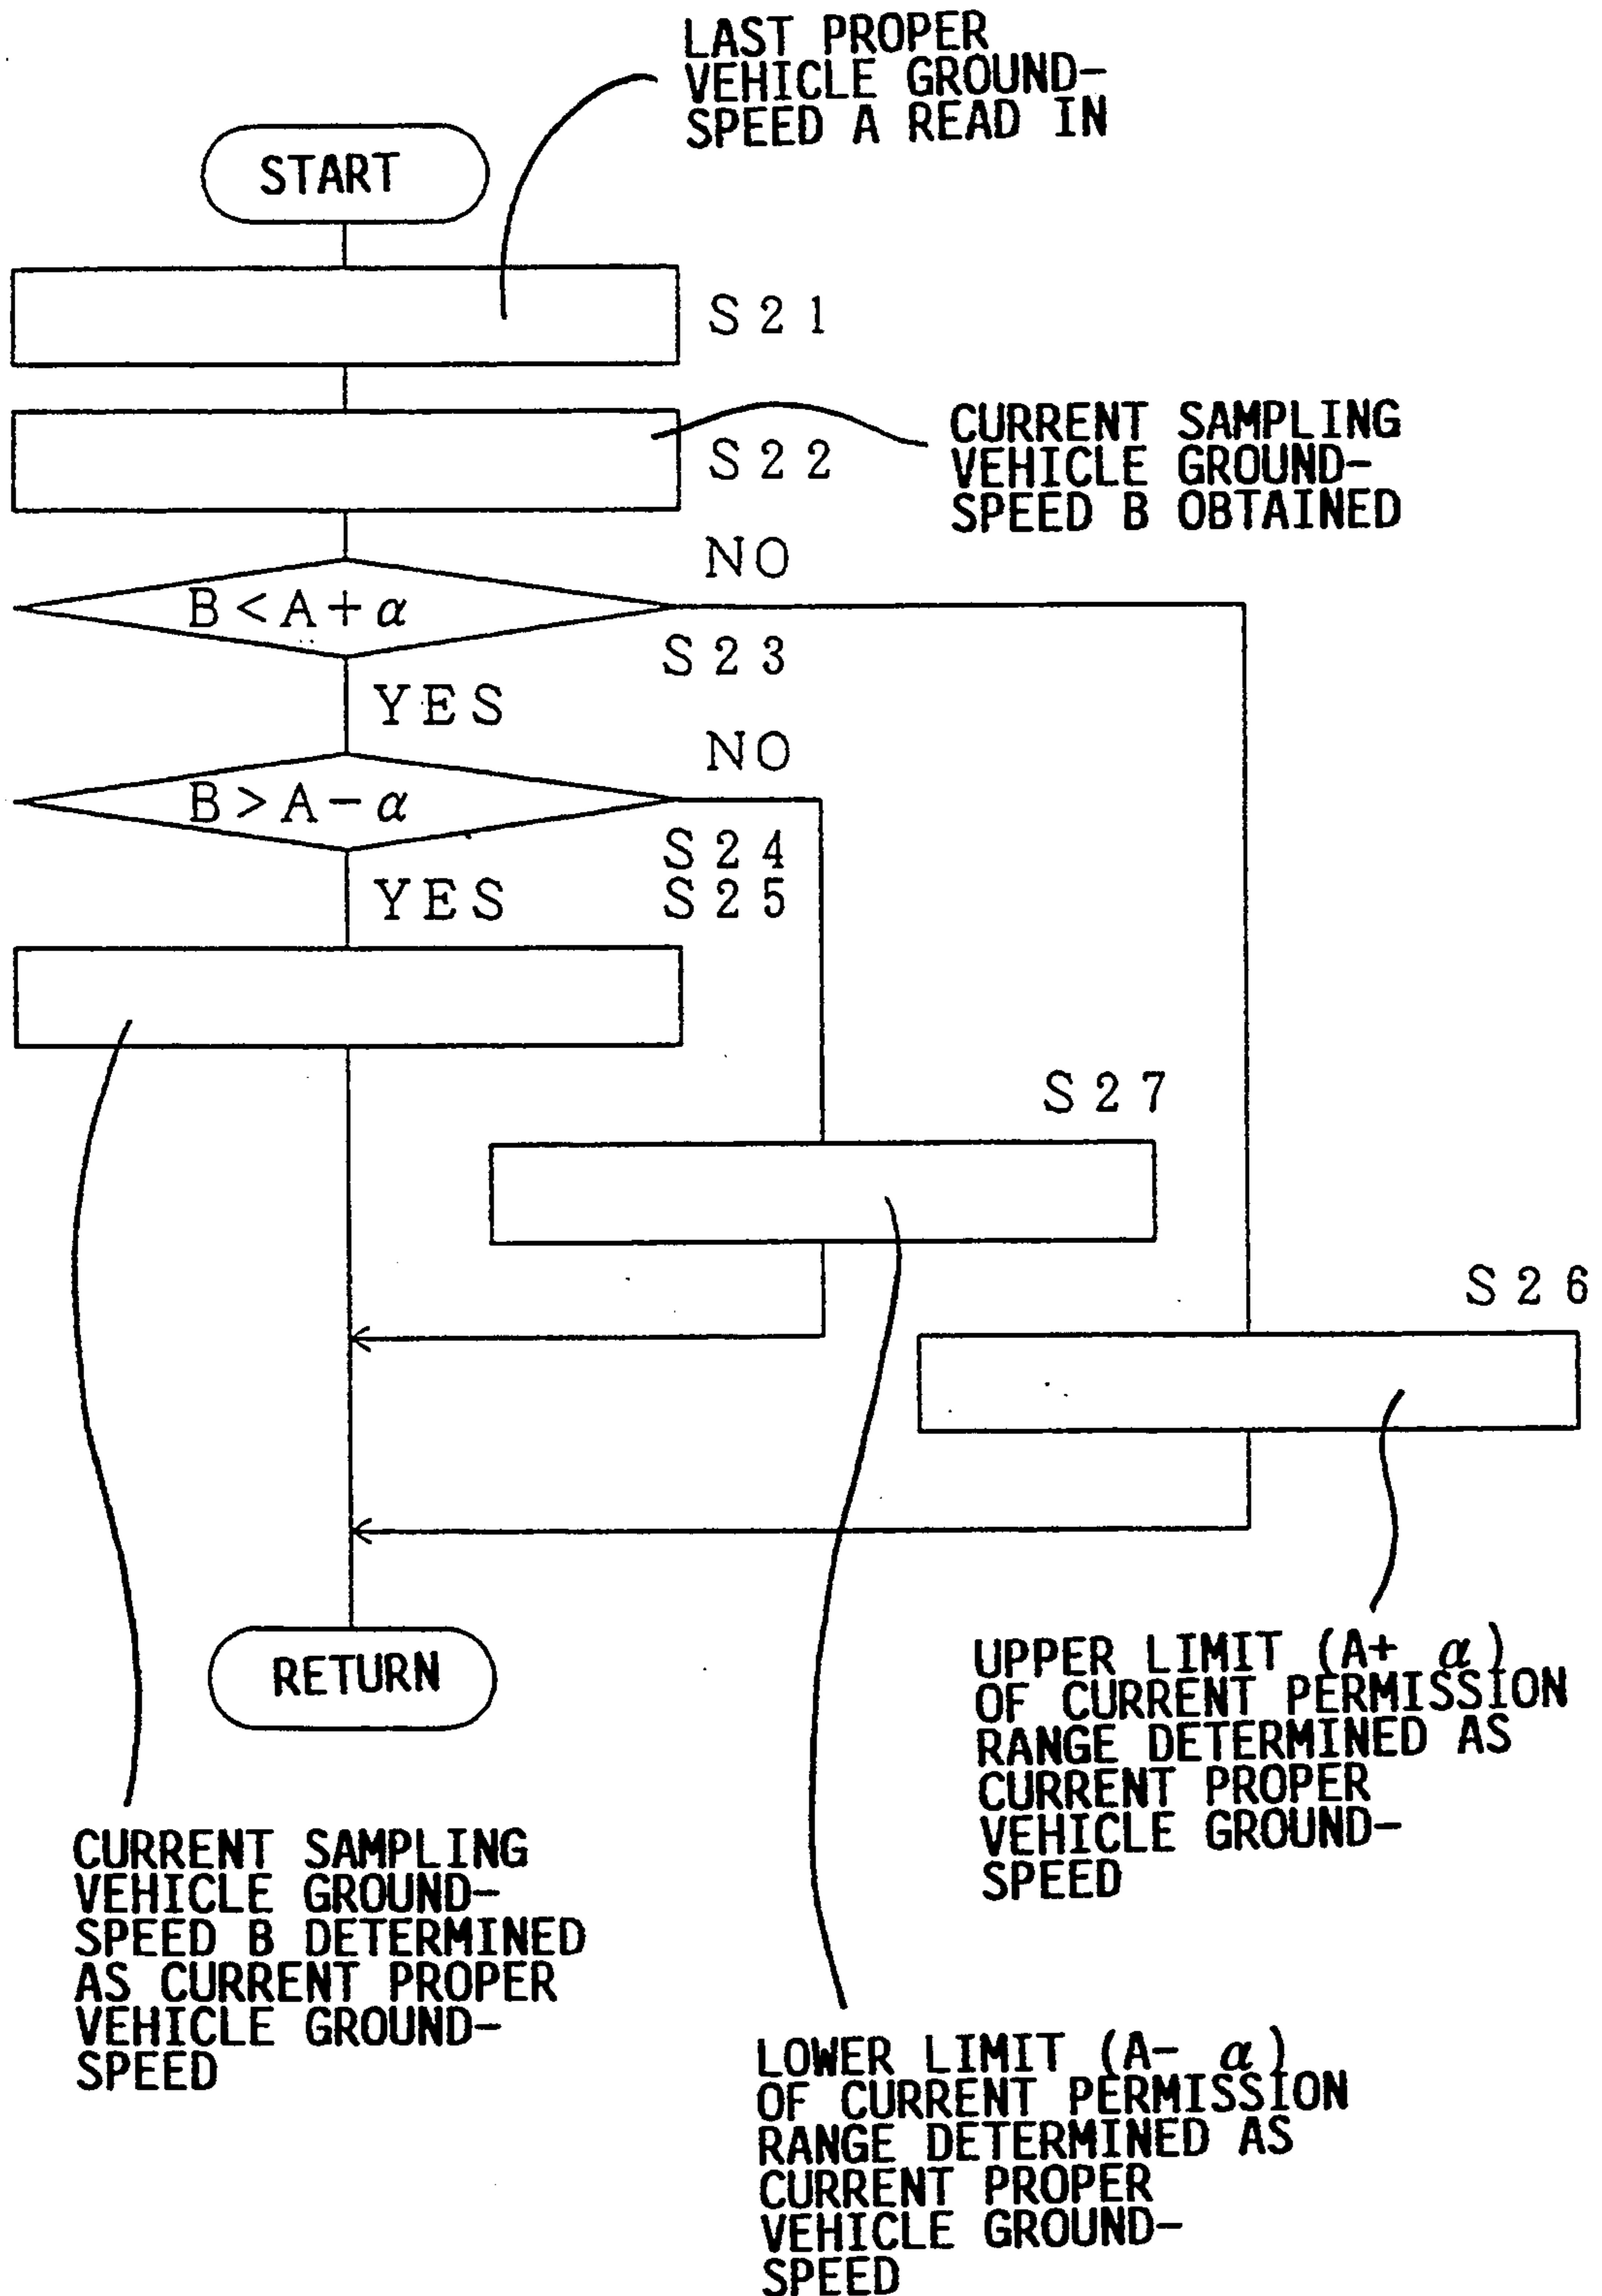 LAST PROPER
VEHICLE GROUND-
SPEED A READ IN
START
S21
S22
CURRENT SAMPLING
VEHICLE GROUND-
SPEED B OBTAINED
NO
B<A+α
S23
YES
NO
B>A-α
S24
YES
S25
S27
S26
RETURN
UPPER LIMIT (A+ α)
OF CURRENT PERMISSION
RANGE DETERMINED AS
CURRENT PROPER
VEHICLE GROUND-
SPEED
CURRENT SAMPLING
VEHICLE GROUND-
SPEED B DETERMINED
AS CURRENT PROPER
VEHICLE GROUND-
SPEED
LOWER LIMIT (A- α)
OF CURRENT PERMISSION
RANGE DETERMINED AS
CURRENT PROPER
VEHICLE GROUND-
SPEED